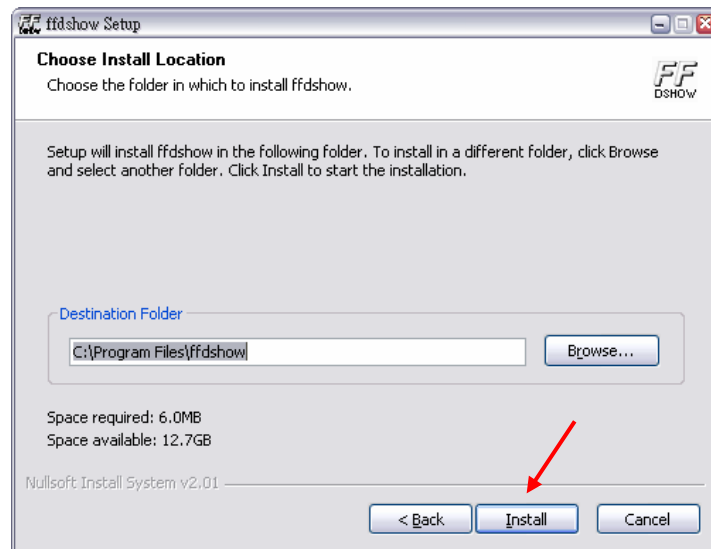 ffdshow Setup
Choose Install Location
Choose the folder in which to install ffdshow.
FF
DSHOW
Setup will install ffdshow in the following folder. To install in a different folder, click Browse
and select another folder. Click Install to start the installation.
Destination Folder
C:\Program Files\ffdshow
Browse...
Space required: 6.0MB
Space available: 12.7GB
Nullsoft Install System v2.01
< Back
Install
Cancel